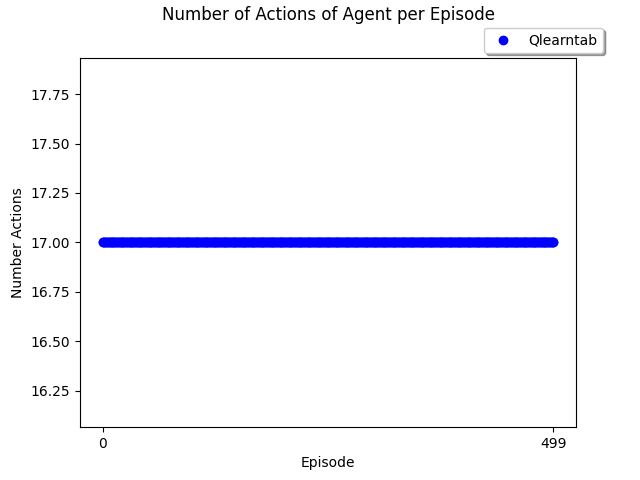 Number of Actions of Agent per Episode
Qlearntab
17.75
17.50
17.25
17.00
16.75
16.50
16.25
Number Actions
0
499
Episode